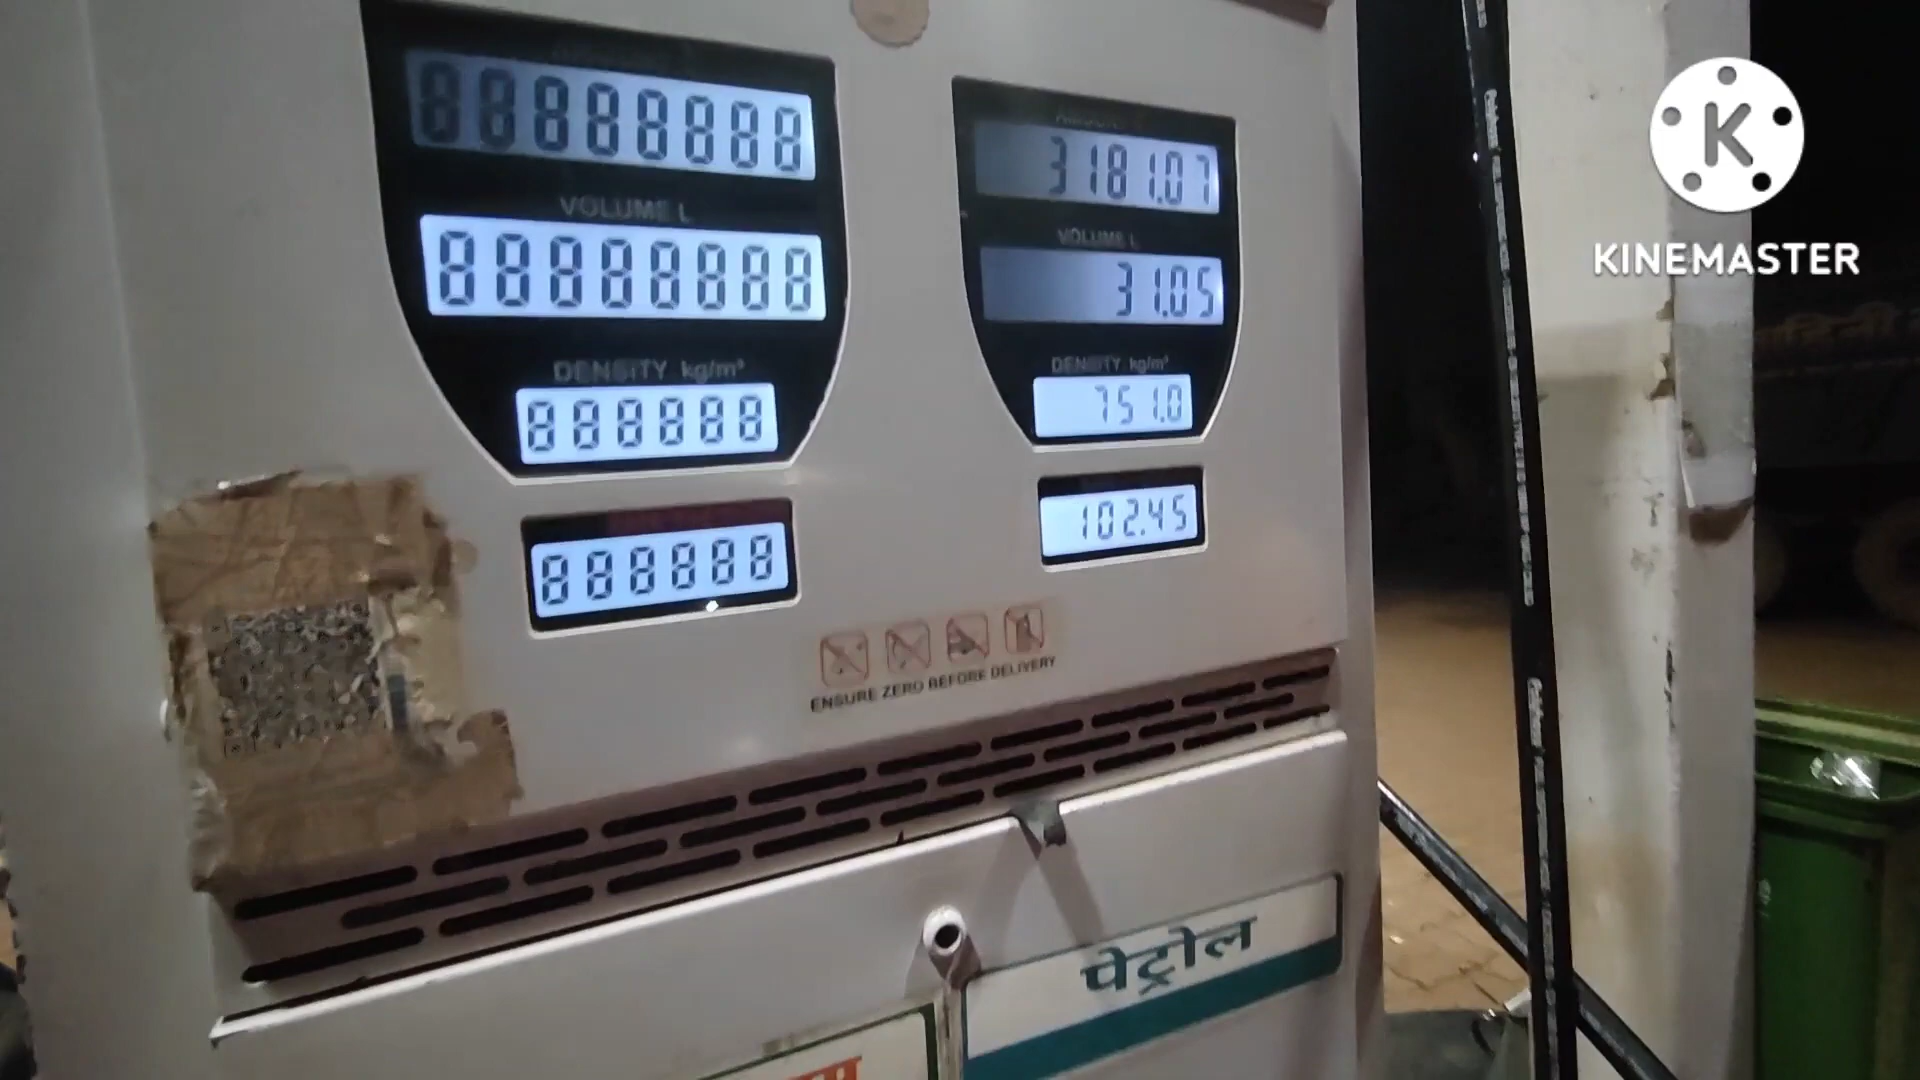 88888888
VOLUME L
88888888
DENSITY kg/m³
888888
888888
AMOUNT
3181.07
VOLUME L
31.05
DENSITY kg/m³
751.0
102.45
ENSURE ZERO BEFORE DELIVERY
पेट्रोल
K
KINEMASTER